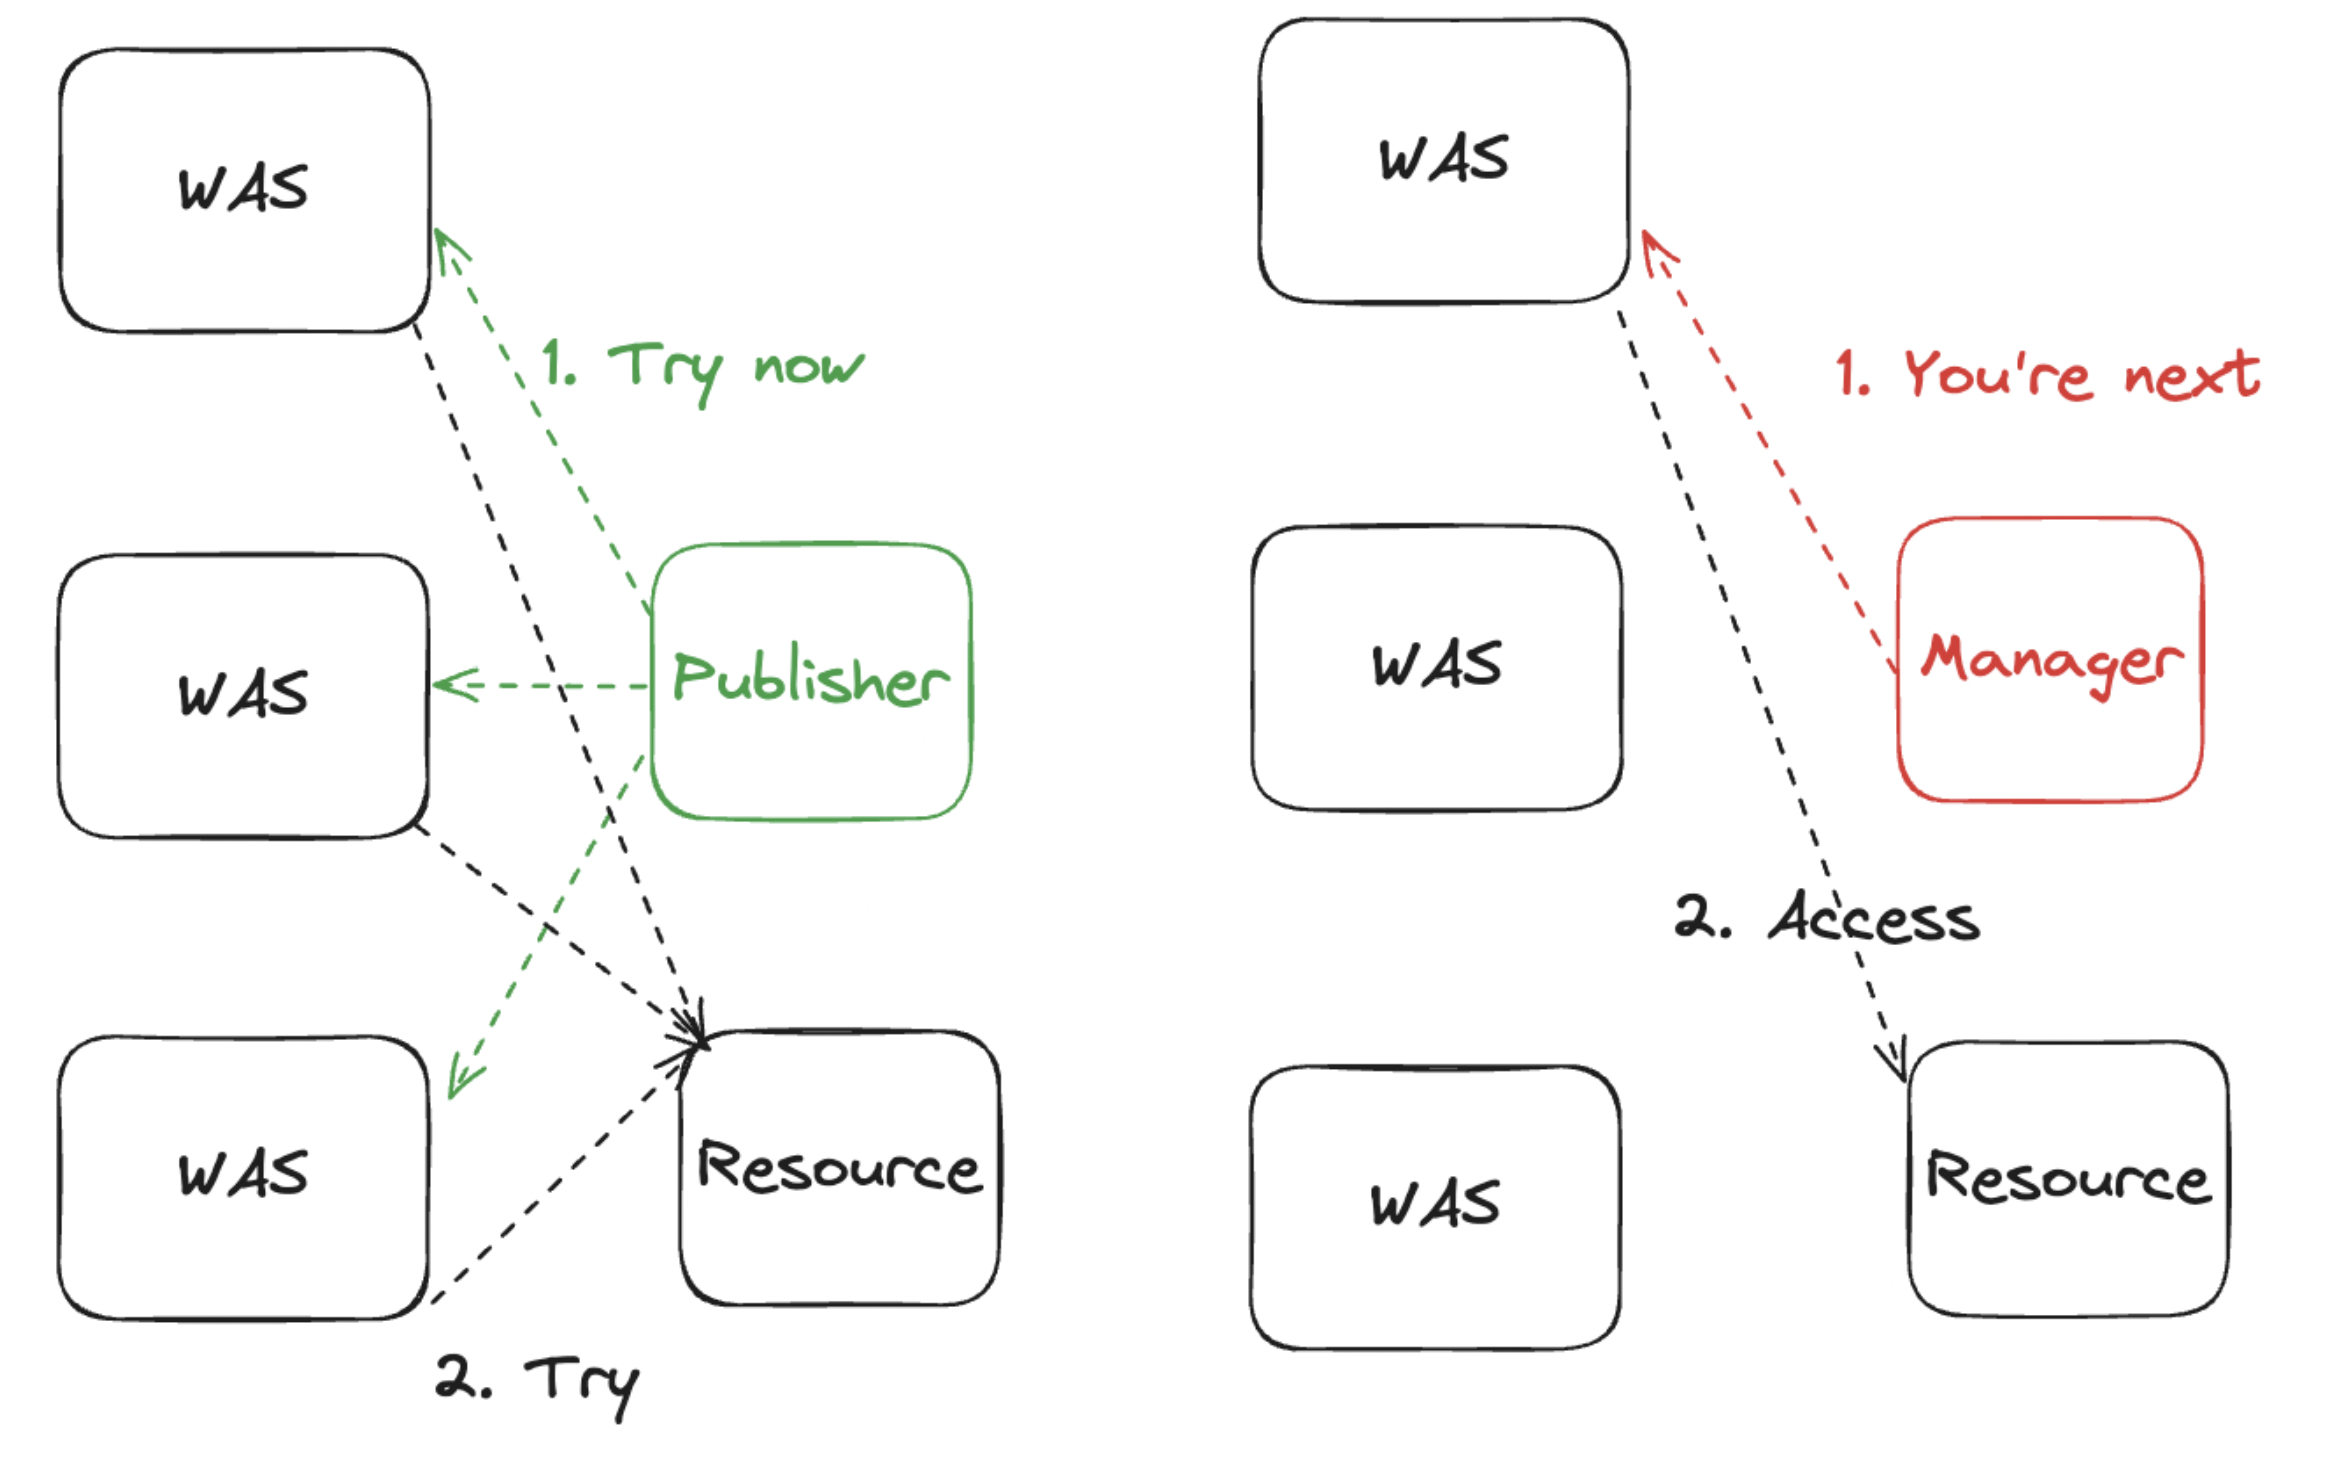 WAS
1. Try now
WAS
Publisher
WAS
Resource
2. Try
WAS
1. You're next
WAS
Manager
2. Access
WAS
Resource